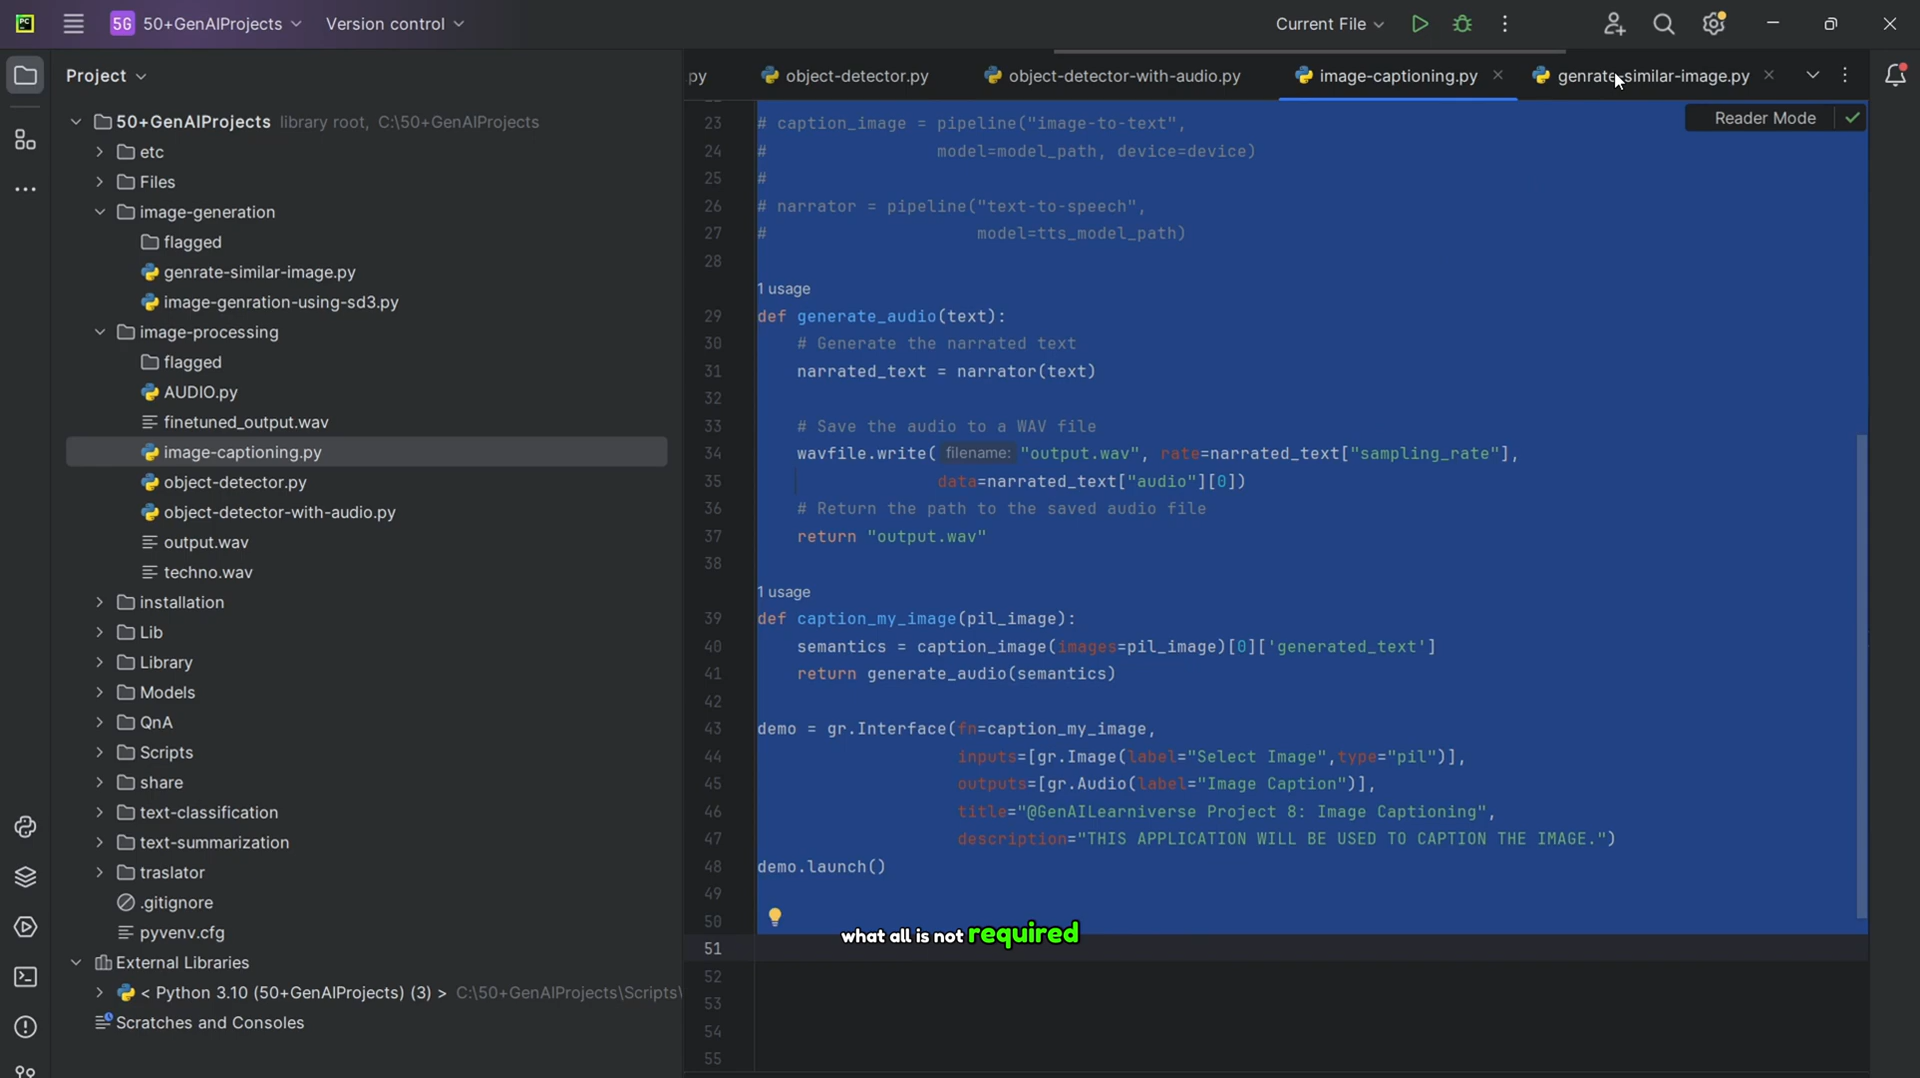 PC
5G 50+GenAIProjects
Version control
Current File
Project
py
object-detector.py
object-detector-with-audio.py
image-captioning.py
genrate-similar-image.py
Reader Mode
50+GenAIProjects library root, C:\50+GenAIProjects
etc
Files
image-generation
flagged
genrate-similar-image.py
image-genration-using-sd3.py
image-processing
flagged
AUDIO.py
finetuned_output.wav
image-captioning.py
object-detector.py
object-detector-with-audio.py
output.wav
techno.wav
installation
Lib
Library
Models
QnA
Scripts
share
text-classification
text-summarization
traslator
.gitignore
pyvenv.cfg
External Libraries
< Python 3.10 (50+GenAIProjects) (3) > C:\50+GenAIProjects\Scripts\
Scratches and Consoles
23 # caption_image = pipeline("image-to-text",
24 # model=model_path, device=device)
25 #
26 # narrator = pipeline("text-to-speech",
27 # model=tts_model_path)
28
1 usage
29 def generate_audio(text):
30 # Generate the narrated text
31 narrated_text = narrator(text)
32
33 # Save the audio to a WAV file
34 wavfile.write( filename: "output.wav", rate=narrated_text["sampling_rate"],
35 data=narrated_text["audio"][0])
36 # Return the path to the saved audio file
37 return "output.wav"
38
1 usage
39 def caption_my_image(pil_image):
40 semantics = caption_image(images=pil_image)[0]['generated_text']
41 return generate_audio(semantics)
42
43 demo = gr.Interface(fn=caption_my_image,
44 inputs=[gr.Image(label="Select Image",type="pil")],
45 outputs=[gr.Audio(label="Image Caption")],
46 title="@GenAILearniverse Project 8: Image Captioning",
47 description="THIS APPLICATION WILL BE USED TO CAPTION THE IMAGE.")
48 demo.launch()
49
50
what all is not required
51
52
53
54
55